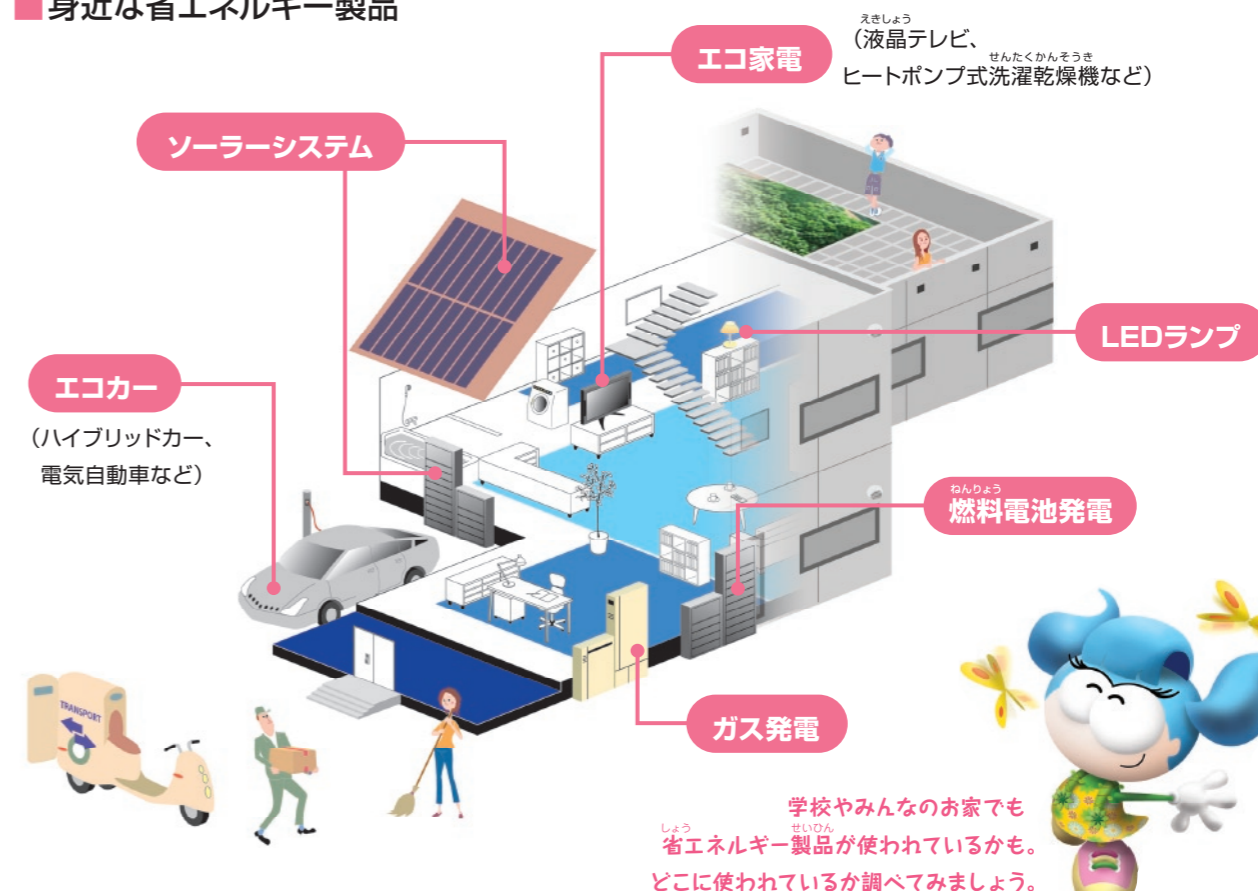 ■身近な省エネルギー製品
エコ家電
えきしょう
（液晶テレビ、
せんたくかんそうき
ヒートポンプ式洗濯乾燥機など）
ソーラーシステム
LEDランプ
エコカー
（ハイブリッドカー、
電気自動車など）
ねんりょう
燃料電池発電
TRANSPORT
ガス発電
学校やみんなのお家でも
しょう せいひん
省エネルギー製品が使われているかも。
どこに使われているか調べてみましょう。